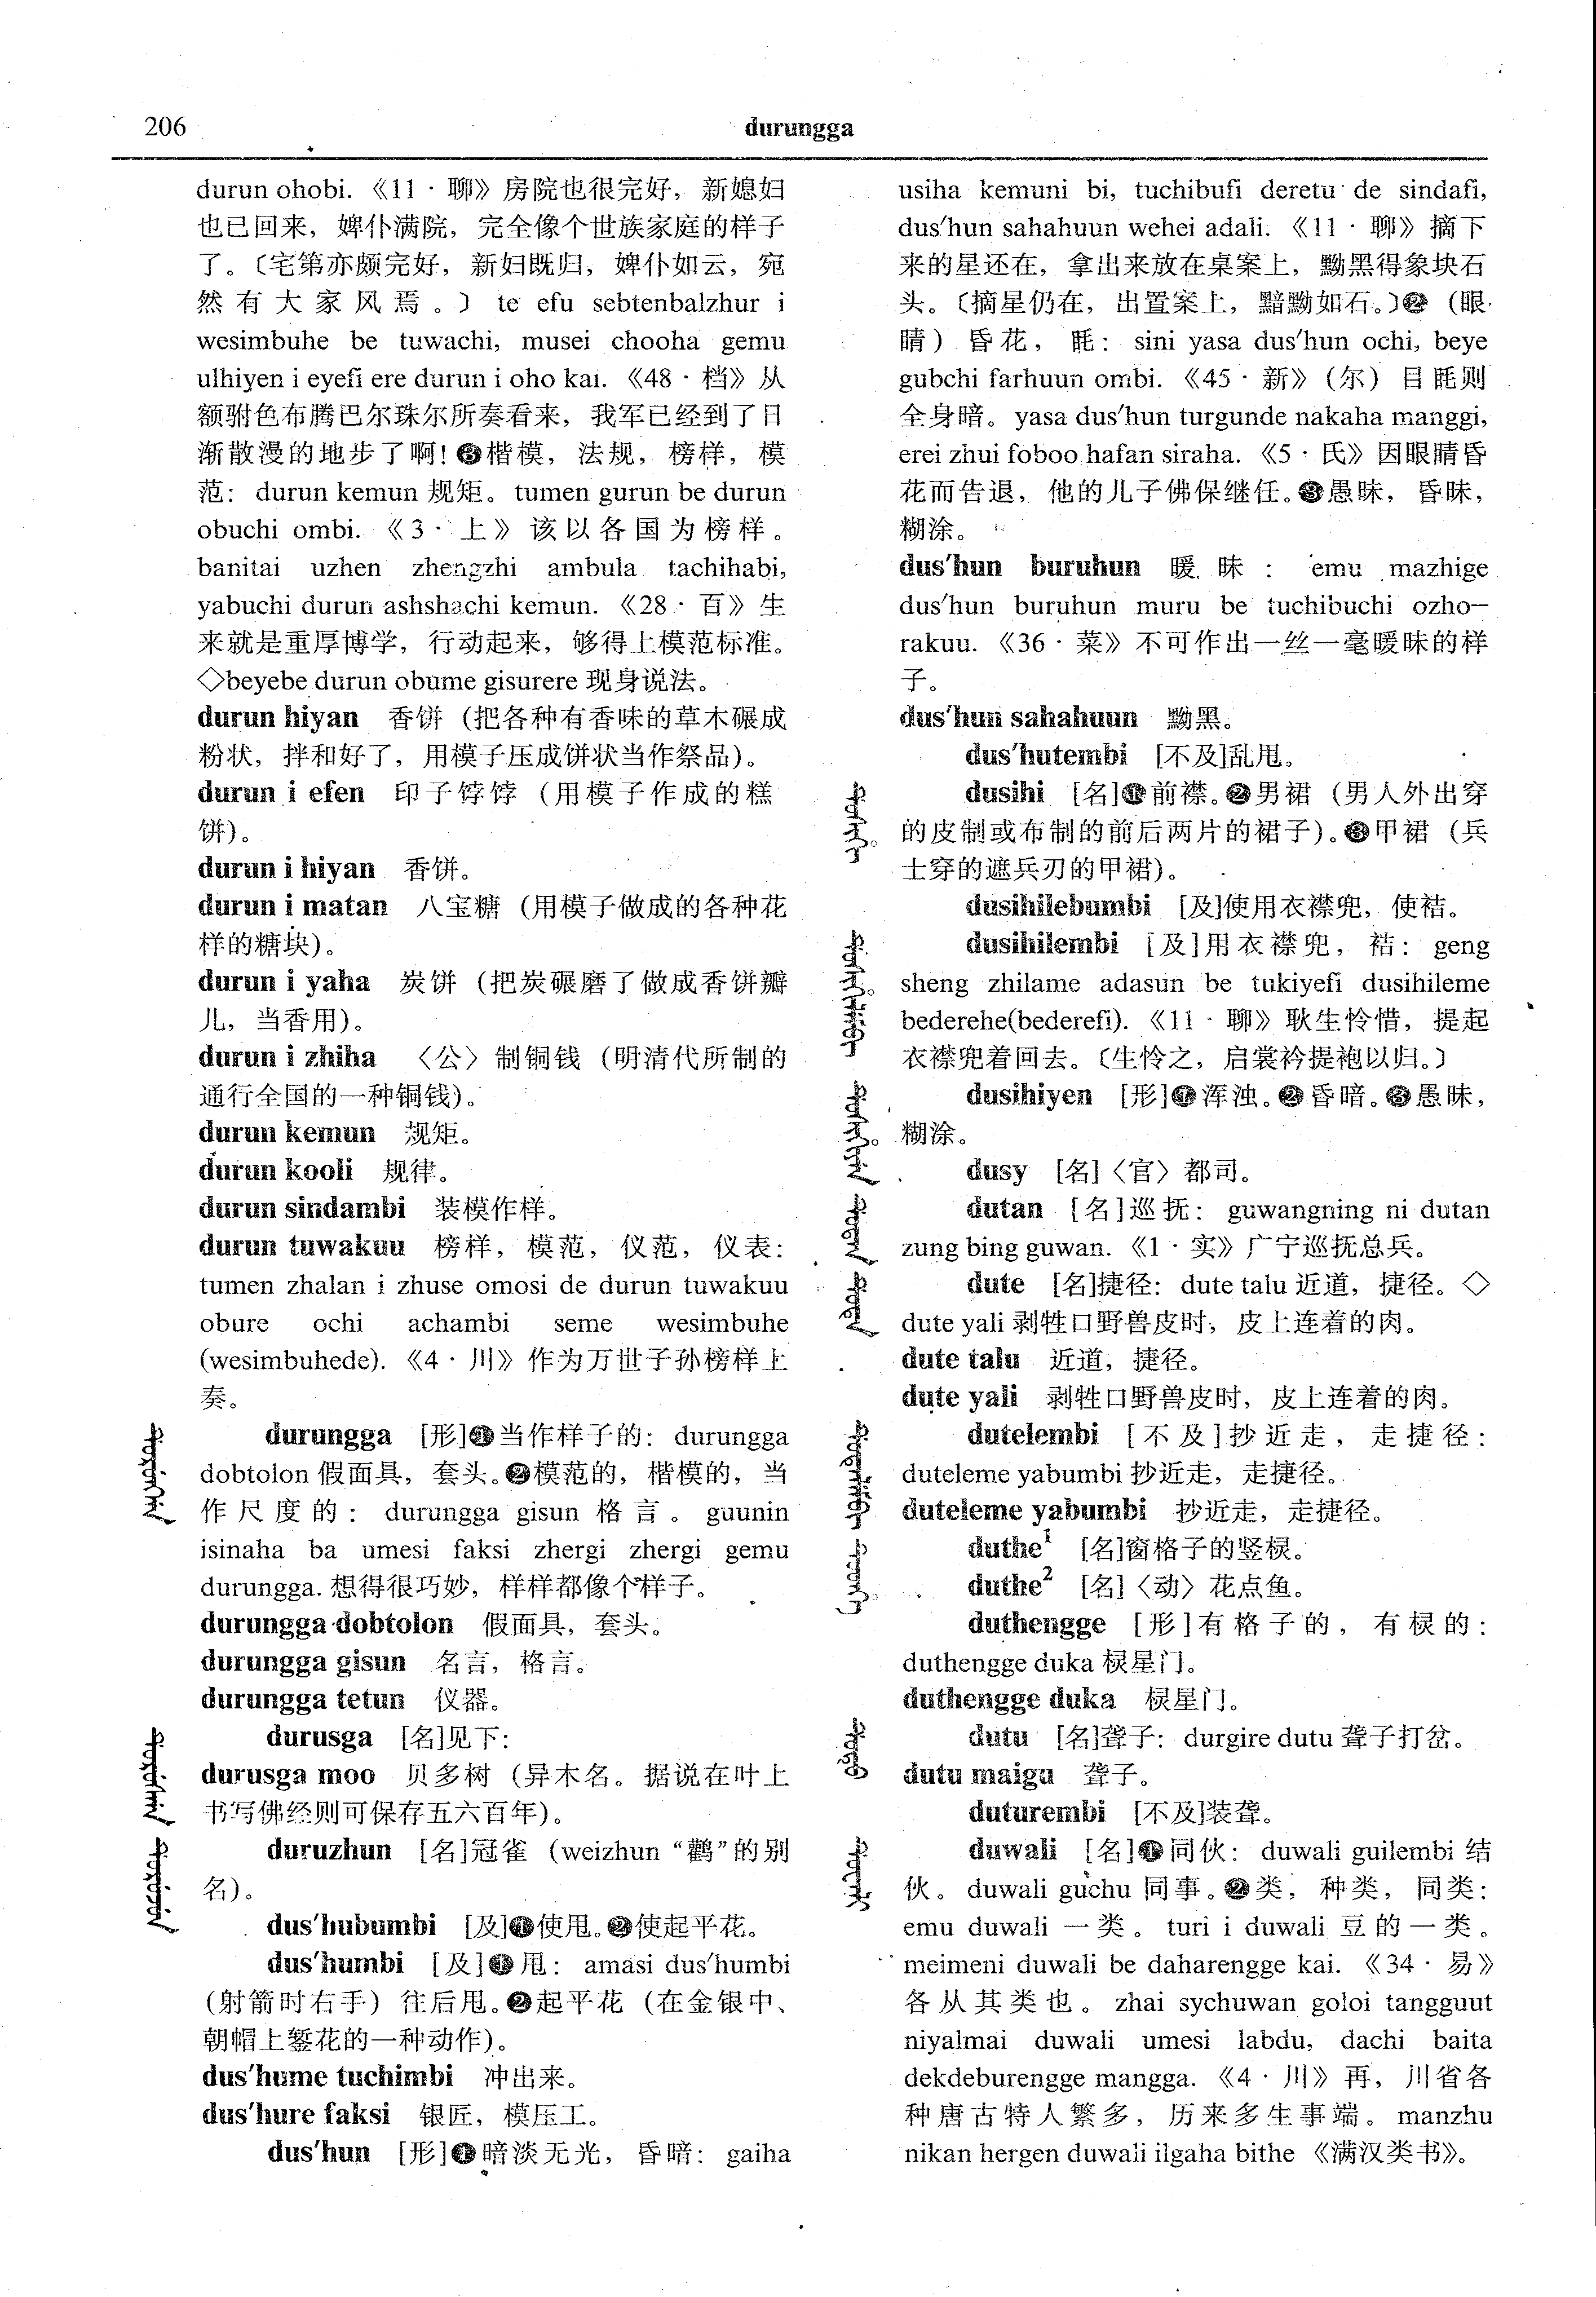 206
durungga
durun ohobi. 《11·聊》房院也很完好，新媳妇
也已回来，婢仆满院，完全像个世族家庭的样子
了。〔宅第亦颇完好，新妇既归，婢仆如云，宛
然有大家风焉。〕 te efu sebtenbalzhur i
wesimbuhe be tuwachi, musei chooha gemu
ulhiyen i eyefi ere durun i oho kai. 《48·档》从
额驸色布腾巴尔珠尔所奏看来，我军已经到了日
渐散漫的地步了啊！❸楷模，法规，榜样，模
范：durun kemun 规矩。tumen gurun be durun
obuchi ombi. 《3·上》该以各国为榜样。
banitai uzhen zhengzhi ambula tachihabi,
yabuchi durun ashshachi kemun. 《28·百》生
来就是重厚博学，行动起来，够得上模范标准。
◇beyebe durun obume gisurere 现身说法。
durun hiyan 香饼（把各种有香味的草木碾成
粉状，拌和好了，用模子压成饼状当作祭品）。
durun i efen 印子饽饽（用模子作成的糕
饼）。
durun i hiyan 香饼。
durun i matan 八宝糖（用模子做成的各种花
样的糖块）。
durun i yaha 炭饼（把炭碾磨了做成香饼瓣
儿，当香用）。
durun i zhiha 〈公〉制铜钱（明清代所制的
通行全国的一种铜钱）。
durun kemun 规矩。
durun kooli 规律。
durun sindambi 装模作样。
durun tuwakuu 榜样，模范，仪范，仪表：
tumen zhalan i zhuse omosi de durun tuwakuu
obure ochi achambi seme wesimbuhe
(wesimbuhede). 《4·川》作为万世子孙榜样上
奏。
durungga [形]❶当作样子的：durungga
dobtolon 假面具，套头。❷模范的，楷模的，当
作尺度的：durungga gisun 格言。guunin
isinaha ba umesi faksi zhergi zhergi gemu
durungga. 想得很巧妙，样样都像个样子。
durungga dobtolon 假面具，套头。
durungga gisun 名言，格言。
durungga tetun 仪器。
durusga [名]见下：
durusga moo 贝多树（异木名。据说在叶上
书写佛经则可保存五六百年）。
duruzhun [名]冠雀（weizhun “鹳”的别
名）。
dus'hubumbi [及]❶使甩。❷使起平花。
dus'humbi [及]❶甩：amasi dus'humbi
（射箭时右手）往后甩。❷起平花（在金银中、
朝帽上錾花的一种动作）。
dus'hume tuchimbi 冲出来。
dus'hure faksi 银匠，模压工。
dus'hun [形]❶暗淡无光，昏暗：gaiha
usiha kemuni bi, tuchibufi deretu de sindafi,
dus'hun sahahuun wehei adali. 《11·聊》摘下
来的星还在，拿出来放在桌案上，黝黑得象块石
头。〔摘星仍在，出置案上，黯黝如石。〕❷（眼
睛）昏花，眊：sini yasa dus'hun ochi, beye
gubchi farhuun ombi. 《45·新》（尔）目眊则
全身暗。yasa dus'hun turgunde nakaha manggi,
erei zhui foboo hafan siraha. 《5·氏》因眼睛昏
花而告退，他的儿子佛保继任。❸愚昧，昏昧，
糊涂。
dus'hun buruhun 暧昧：emu mazhige
dus'hun buruhun muru be tuchibuchi ozho-
rakuu. 《36·菜》不可作出一丝一毫暧昧的样
子。
dus'hun sahahuun 黝黑。
dus'hutembi [不及]乱甩。
dusihi [名]❶前襟。❷男裙（男人外出穿
的皮制或布制的前后两片的裙子）。❸甲裙（兵
士穿的遮兵刃的甲裙）。
dusihilebumbi [及]使用衣襟兜，使袺。
dusihilembi [及]用衣襟兜，袺：geng
sheng zhilame adasun be tukiyefi dusihileme
bederehe(bederefi). 《11·聊》耿生怜惜，提起
衣襟兜着回去。〔生怜之，启裳衿提袍以归。〕
dusihiyen [形]❶浑浊。❷昏暗。❸愚昧，
糊涂。
dusy [名]〈官〉都司。
dutan [名]巡抚：guwangning ni dutan
zung bing guwan. 《1·实》广宁巡抚总兵。
dute [名]捷径：dute talu 近道，捷径。◇
dute yali 剥牲口野兽皮时，皮上连着的肉。
dute talu 近道，捷径。
dute yali 剥牲口野兽皮时，皮上连着的肉。
dutelembi [不及]抄近走，走捷径：
duteleme yabumbi 抄近走，走捷径。
duteleme yabumbi 抄近走，走捷径。
duthe¹ [名]窗格子的竖棂。
duthe² [名]〈动〉花点鱼。
duthengge [形]有格子的，有棂的：
duthengge duka 棂星门。
duthengge duka 棂星门。
dutu [名]聋子：durgire dutu 聋子打岔。
dutu maigu 聋子。
duturembi [不及]装聋。
duwali [名]❶同伙：duwali guilembi 结
伙。duwali guchu 同事。❷类，种类，同类：
emu duwali 一类。turi i duwali 豆的一类。
meimeni duwali be daharengge kai. 《34·易》
各从其类也。zhai sychuwan goloi tangguut
niyalmai duwali umesi labdu, dachi baita
dekdeburengge mangga. 《4·川》再，川省各
种唐古特人繁多，历来多生事端。manzhu
nikan hergen duwali ilgaha bithe 《满汉类书》。